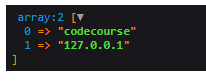 array:2 [▼
  0 => "codecourse"
  1 => "127.0.0.1"
]